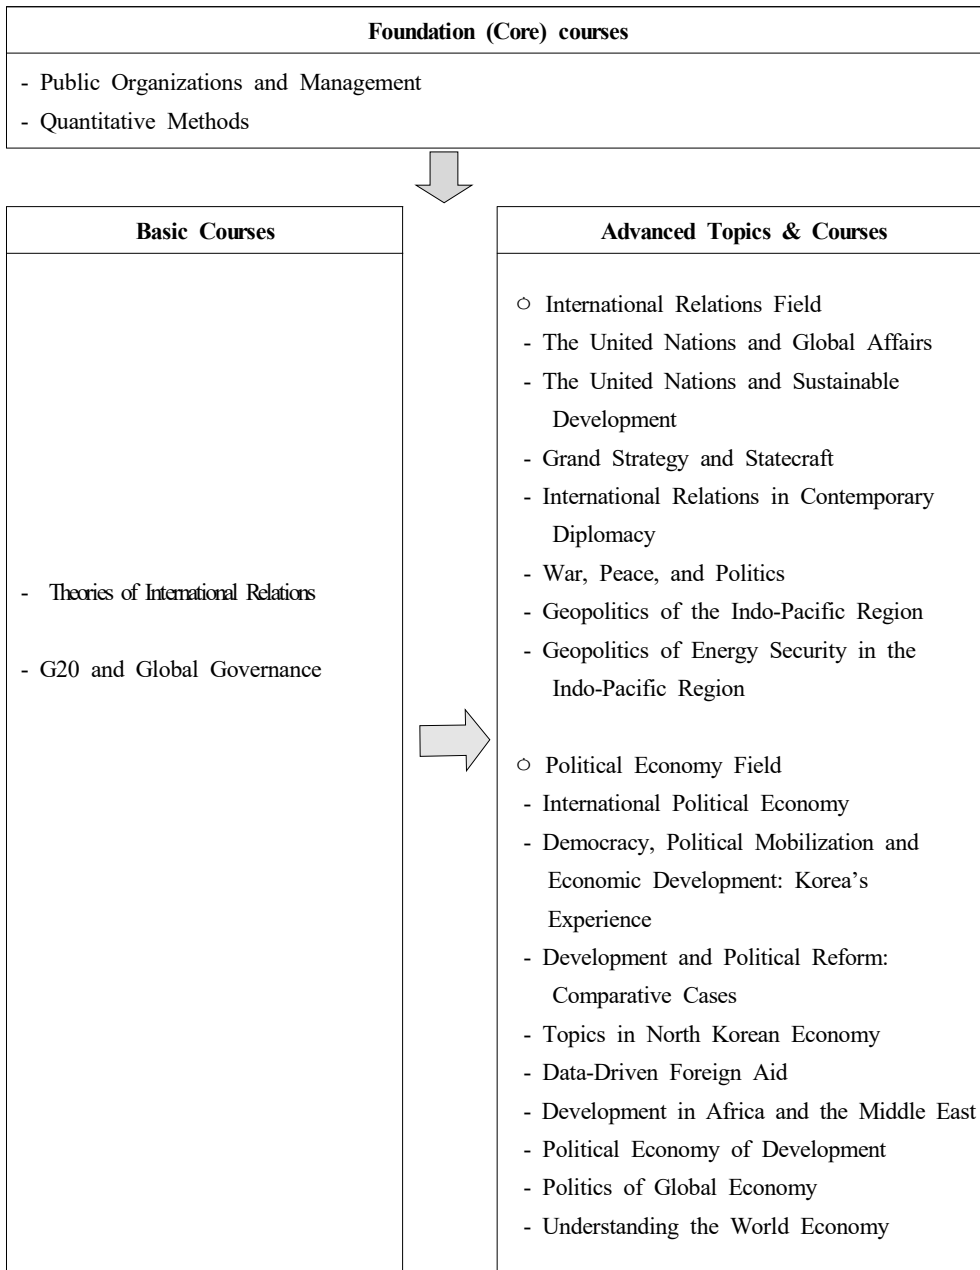 Foundation (Core) courses
- Public Organizations and Management
- Quantitative Methods
Basic Courses
- Theories of International Relations
- G20 and Global Governance
Advanced Topics & Courses
○ International Relations Field
- The United Nations and Global Affairs
- The United Nations and Sustainable
Development
- Grand Strategy and Statecraft
- International Relations in Contemporary
Diplomacy
- War, Peace, and Politics
- Geopolitics of the Indo-Pacific Region
- Geopolitics of Energy Security in the
Indo-Pacific Region
○ Political Economy Field
- International Political Economy
- Democracy, Political Mobilization and
Economic Development: Korea’s
Experience
- Development and Political Reform:
Comparative Cases
- Topics in North Korean Economy
- Data-Driven Foreign Aid
- Development in Africa and the Middle East
- Political Economy of Development
- Politics of Global Economy
- Understanding the World Economy